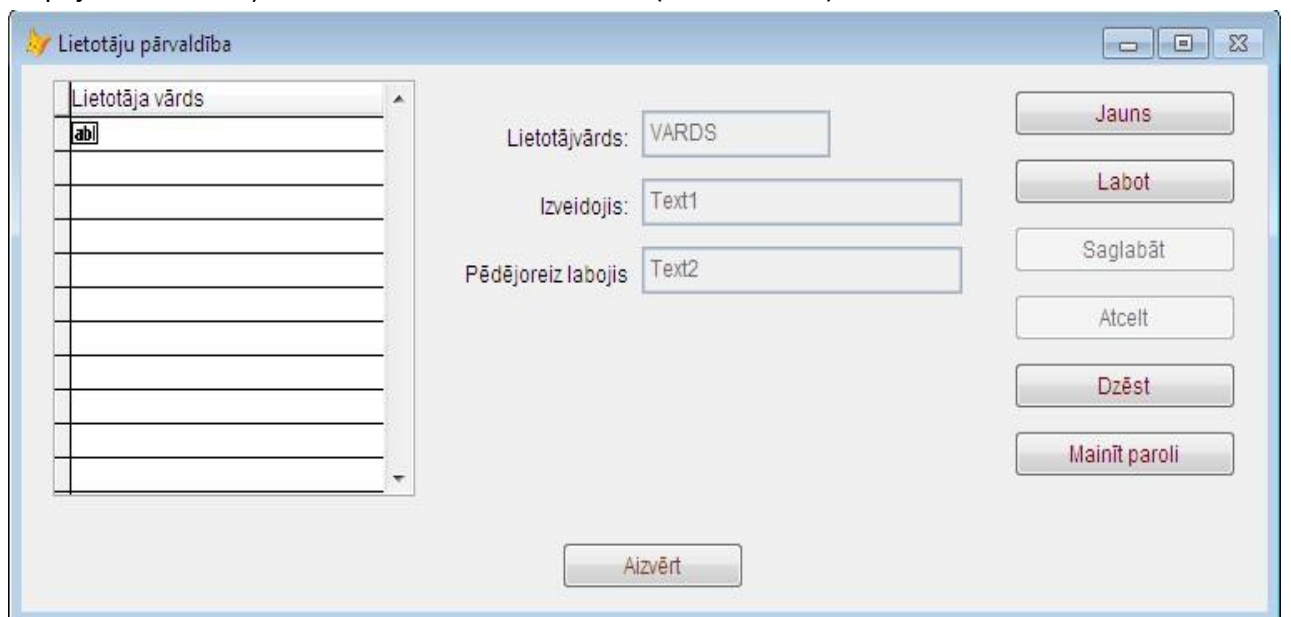 Lietotāju pārvaldība
Lietotāja vārds
ab
Lietotājvārds: VARDS
Izveidojis: Text1
Pēdējoreiz labojis Text2
Jauns
Labot
Saglabāt
Atcelt
Dzēst
Mainīt paroli
Aizvērt